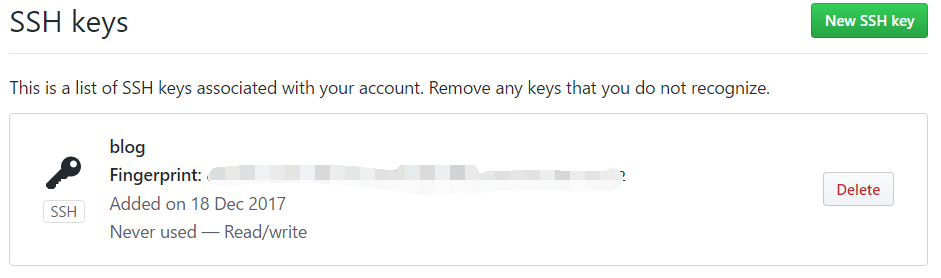 SSH keys
New SSH key
This is a list of SSH keys associated with your account. Remove any keys that you do not recognize.
blog
Fingerprint:
Added on 18 Dec 2017
Never used — Read/write
SSH
Delete